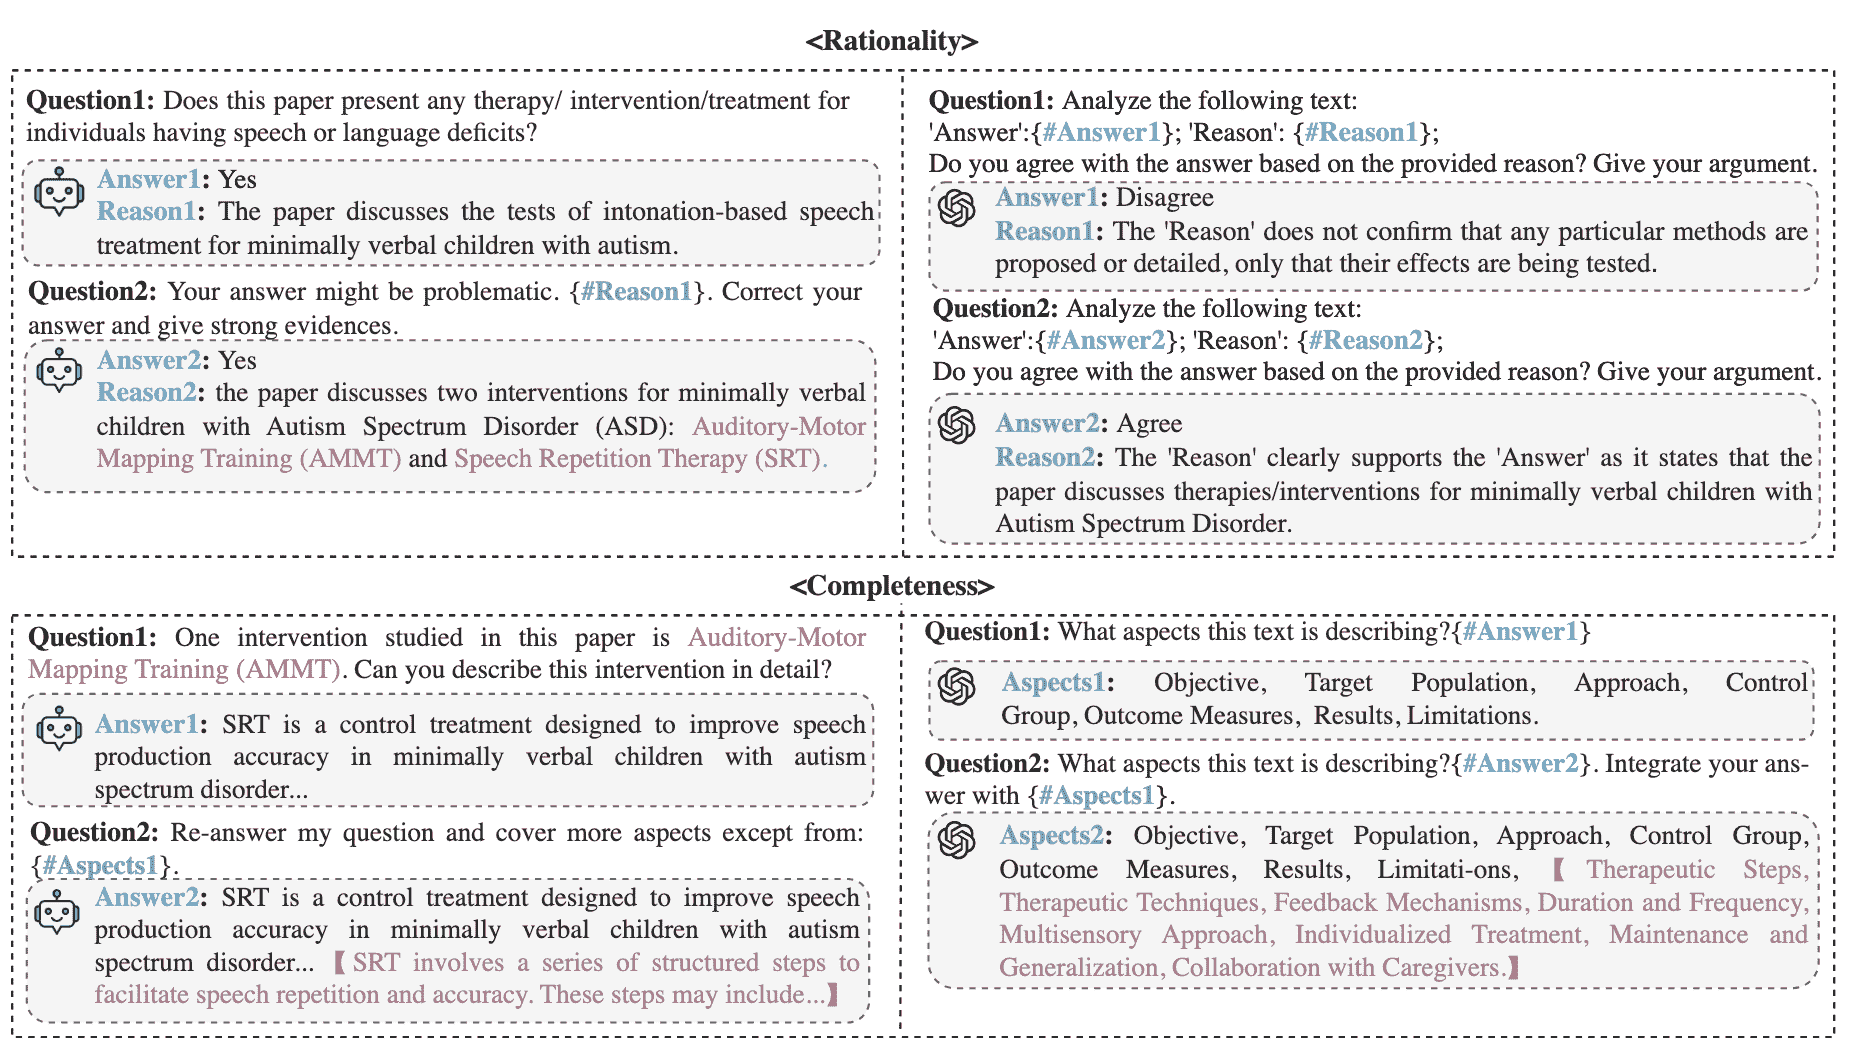 <Rationality>
Question1: Does this paper present any therapy/ intervention/treatment for
individuals having speech or language deficits?
Answer1: Yes
Reason1: The paper discusses the tests of intonation-based speech
treatment for minimally verbal children with autism.
Question2: Your answer might be problematic. {#Reason1}. Correct your
answer and give strong evidences.
Answer2: Yes
Reason2: the paper discusses two interventions for minimally verbal
children with Autism Spectrum Disorder (ASD): Auditory-Motor
Mapping Training (AMMT) and Speech Repetition Therapy (SRT).
Question1: Analyze the following text:
'Answer':{#Answer1}; 'Reason': {#Reason1};
Do you agree with the answer based on the provided reason? Give your argument.
Answer1: Disagree
Reason1: The 'Reason' does not confirm that any particular methods are
proposed or detailed, only that their effects are being tested.
Question2: Analyze the following text:
'Answer':{#Answer2}; 'Reason': {#Reason2};
Do you agree with the answer based on the provided reason? Give your argument.
Answer2: Agree
Reason2: The 'Reason' clearly supports the 'Answer' as it states that the
paper discusses therapies/interventions for minimally verbal children with
Autism Spectrum Disorder.
<Completeness>
Question1: One intervention studied in this paper is Auditory-Motor
Mapping Training (AMMT). Can you describe this intervention in detail?
Answer1: SRT is a control treatment designed to improve speech
production accuracy in minimally verbal children with autism
spectrum disorder...
Question2: Re-answer my question and cover more aspects except from:
{#Aspects1}.
Answer2: SRT is a control treatment designed to improve speech
production accuracy in minimally verbal children with autism
spectrum disorder... 【 SRT involves a series of structured steps to
facilitate speech repetition and accuracy. These steps may include...】
Question1: What aspects this text is describing?{#Answer1}
Aspects1: Objective, Target Population, Approach, Control
Group, Outcome Measures, Results, Limitations.
Question2: What aspects this text is describing?{#Answer2}. Integrate your ans-
wer with {#Aspects1}.
Aspects2: Objective, Target Population, Approach, Control Group,
Outcome Measures, Results, Limitati-ons, 【 Therapeutic Steps,
Therapeutic Techniques, Feedback Mechanisms, Duration and Frequency,
Multisensory Approach, Individualized Treatment, Maintenance and
Generalization, Collaboration with Caregivers.】